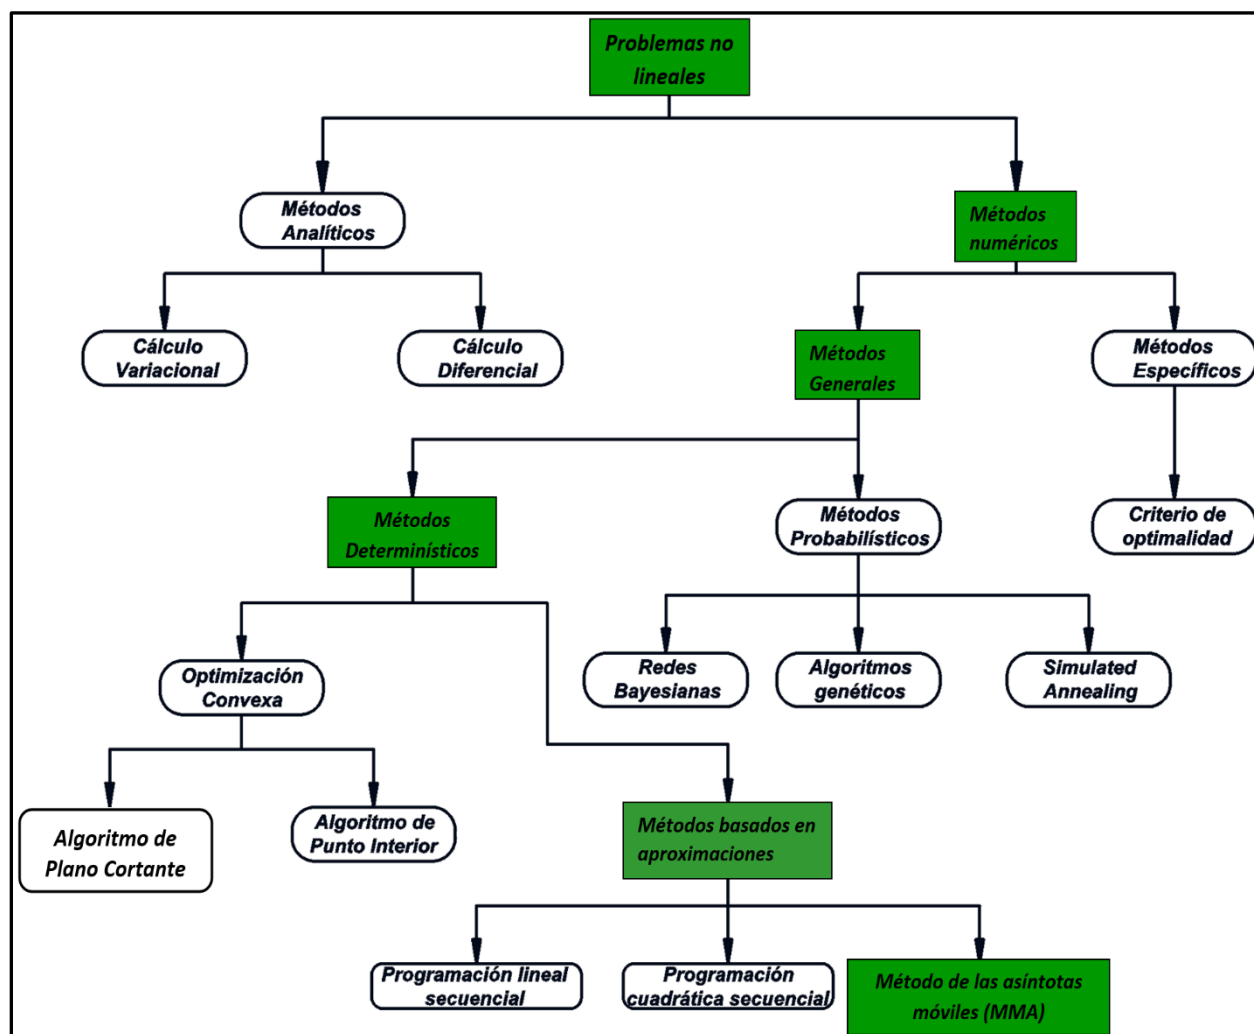 Problemas no
lineales
Métodos
Analíticos
Métodos
numéricos
Cálculo
Variacional
Cálculo
Diferencial
Métodos
Generales
Métodos
Específicos
Métodos
Determinísticos
Métodos
Probabilísticos
Criterio de
optimalidad
Optimización
Convexa
Redes
Bayesianas
Algoritmos
genéticos
Simulated
Annealing
Algoritmo de
Plano Cortante
Algoritmo de
Punto Interior
Métodos basados en
aproximaciones
Programación lineal
secuencial
Programación
cuadrática secuencial
Método de las asíntotas
móviles (MMA)